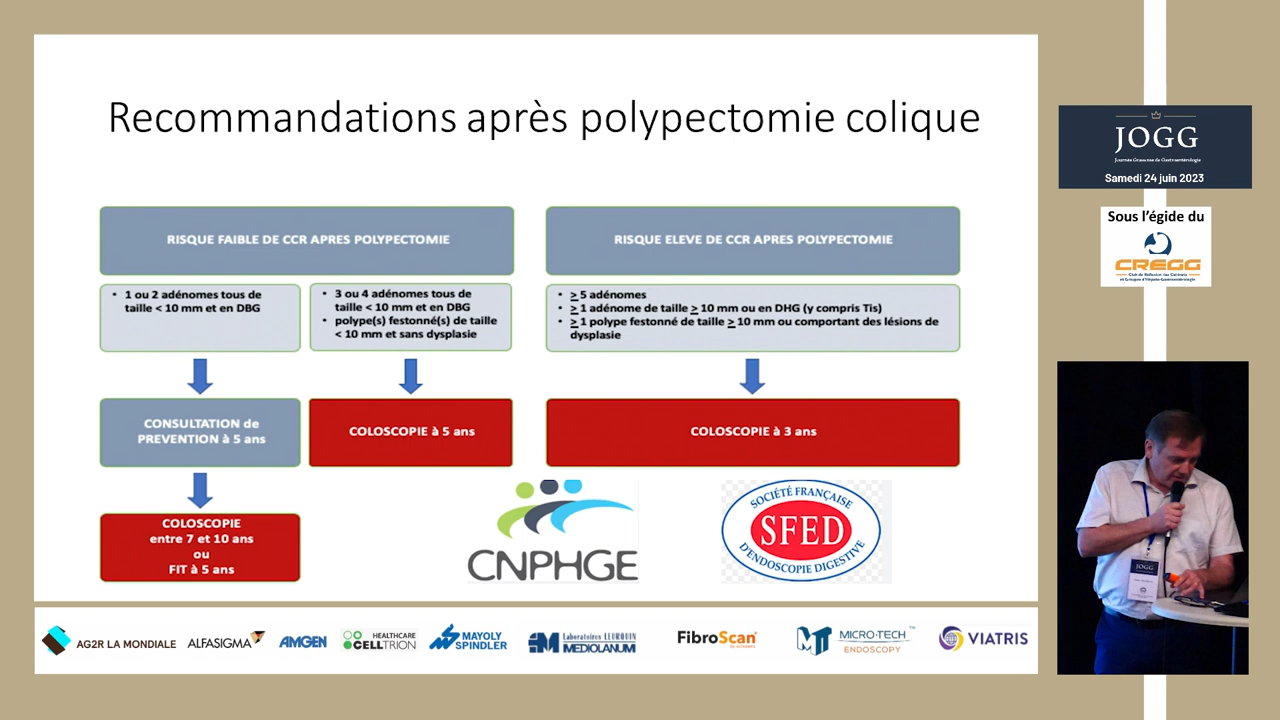 Recommandations après polypectomie colique
RISQUE FAIBLE DE CCR APRES POLYPECTOMIE
• 1 ou 2 adénomes tous de
taille < 10 mm et en DBG
• 3 ou 4 adénomes tous de
taille < 10 mm et en DBG
• polype(s) festonné(s) de taille
< 10 mm et sans dysplasie
CONSULTATION de
PREVENTION à 5 ans
COLOSCOPIE à 5 ans
COLOSCOPIE
entre 7 et 10 ans
ou
FIT à 5 ans
RISQUE ELEVE DE CCR APRES POLYPECTOMIE
• ≥ 5 adénomes
• ≥ 1 adénome de taille ≥ 10 mm ou en DHG (y compris Tis)
• ≥ 1 polype festonné de taille ≥ 10 mm ou comportant des lésions de
dysplasie
COLOSCOPIE à 3 ans
CNPHGE
SOCIÉTÉ FRANÇAISE
SFED
D'ENDOSCOPIE DIGESTIVE
JOGG
Samedi 24 juin 2023
Sous l'égide du
CREGG
JOGG
AG2R LA MONDIALE
ALFASIGMA
AMGEN
HEALTHCARE
CELLTRION
MAYOLY
SPINDLER
Laboratoires LEURQUIN
MEDIOLANUM
FibroScan
MICRO-TECH
ENDOSCOPY
VIATRIS